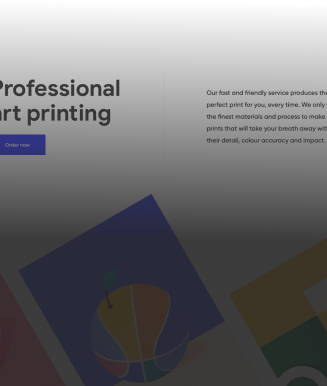 Professional
art printing
Order now
Our fast and friendly service produces the
perfect print for you, every time. We only
the finest materials and process to make
prints that will take your breath away with
their detail, colour accuracy and impact.